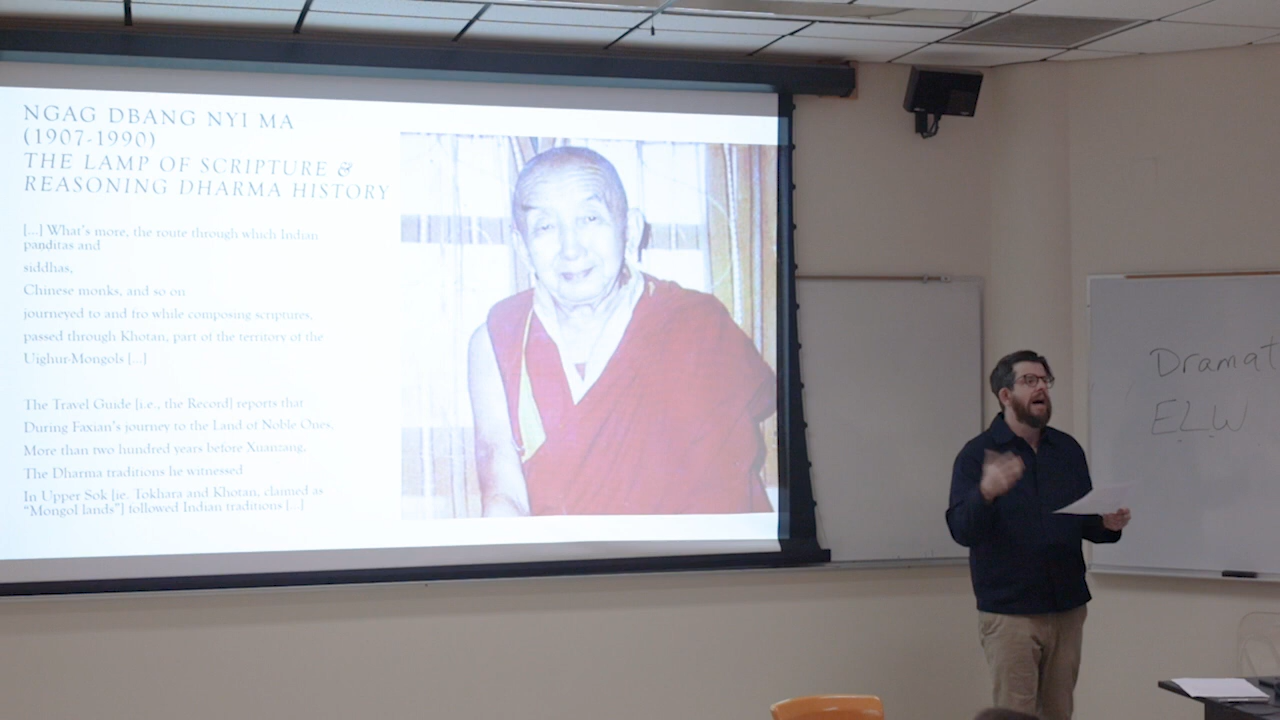 NGAG DBANG NYI MA
(1907-1990)
THE LAMP OF SCRIPTURE &
REASONING DHARMA HISTORY
[...] What's more, the route through which Indian
panditas and
siddhas,
Chinese monks, and so on
journeyed to and fro while composing scriptures,
passed through Khotan, part of the territory of the
Uighur-Mongols [...]
The Travel Guide [i.e., the Record] reports that
During Faxian's journey to the Land of Noble Ones,
More than two hundred years before Xuanzang,
The Dharma traditions he witnessed
In Upper Sok [ie. Tokhara and Khotan, claimed as
"Mongol lands"] followed Indian traditions [...]
Dramat
ELW